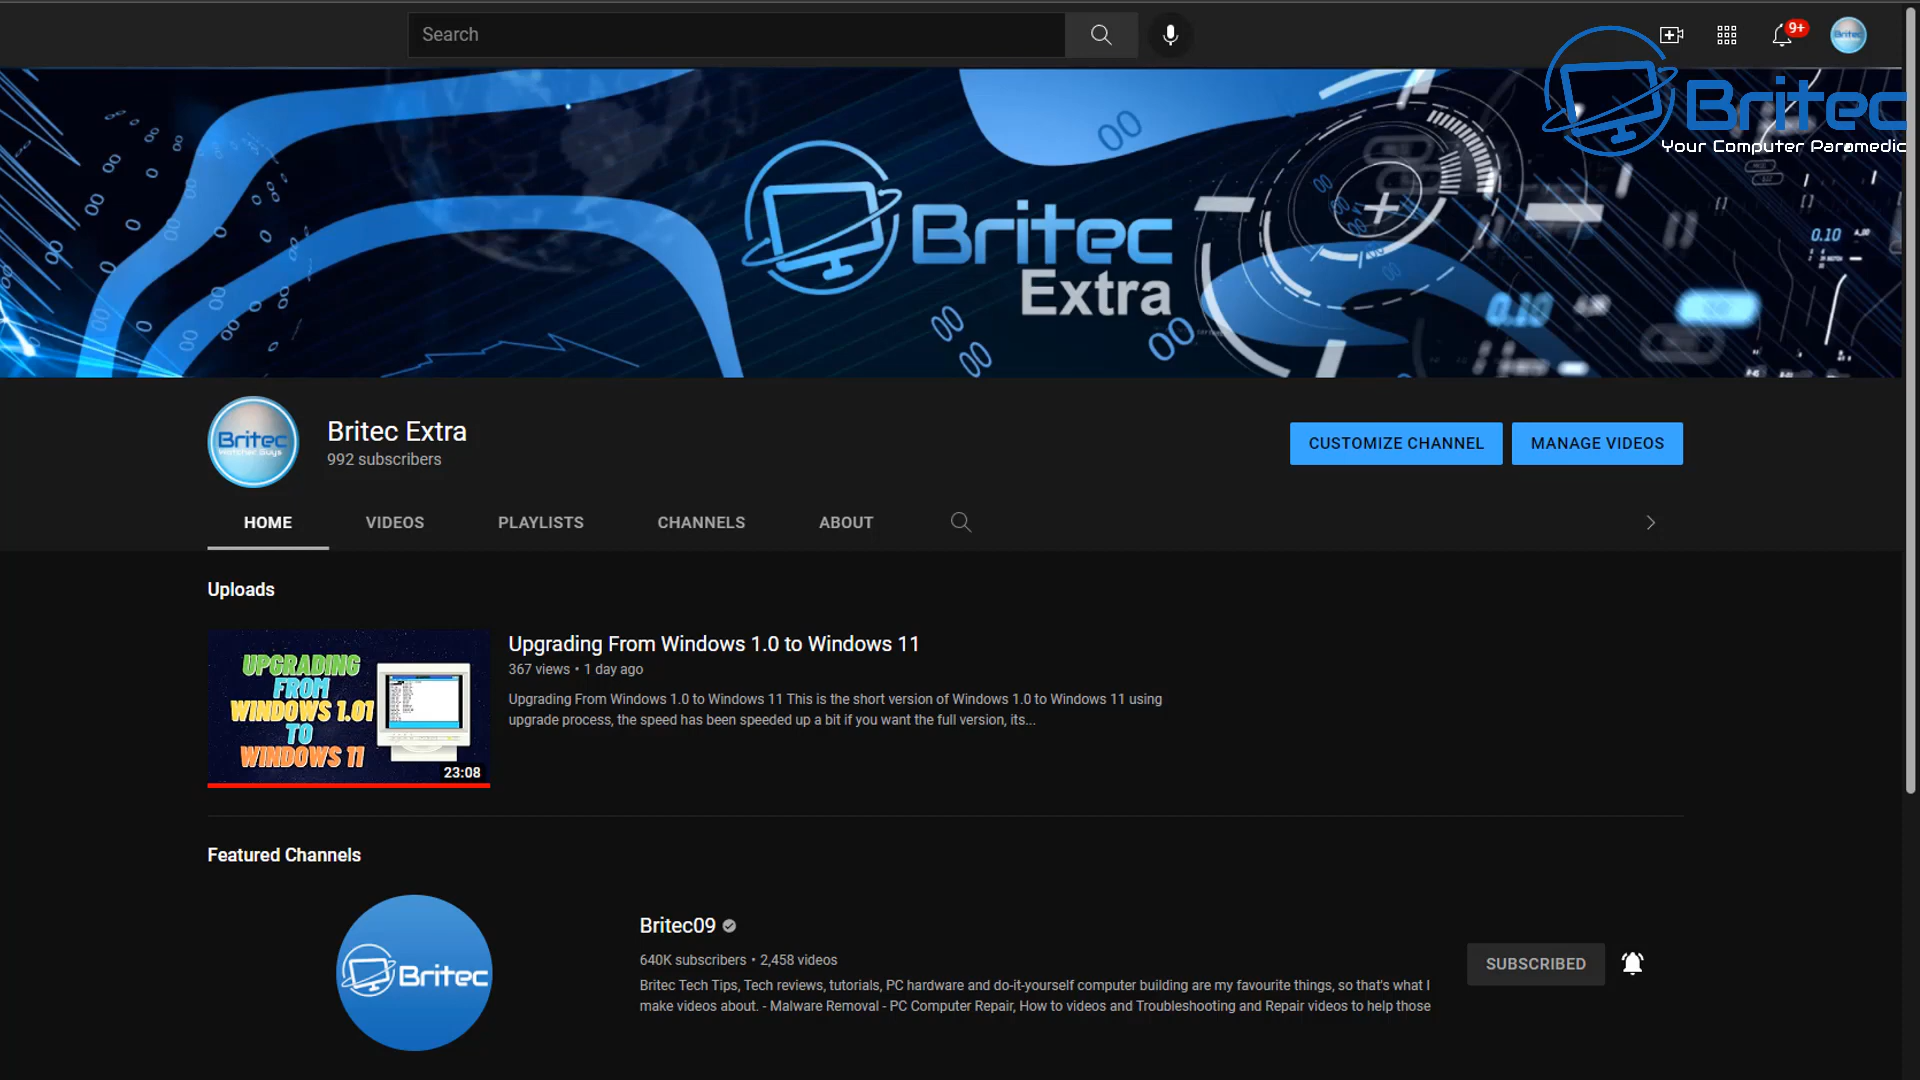 Search
9+
Britec
Britec
Your Computer Paramedic
Britec
Extra
0.10
0.10
Britec
Britec Extra
992 subscribers
CUSTOMIZE CHANNEL
MANAGE VIDEOS
HOME
VIDEOS
PLAYLISTS
CHANNELS
ABOUT
Uploads
UPGRADING
FROM
WINDOWS 1.01
TO
WINDOWS 11
23:08
Upgrading From Windows 1.0 to Windows 11
367 views • 1 day ago
Upgrading From Windows 1.0 to Windows 11 This is the short version of Windows 1.0 to Windows 11 using
upgrade process, the speed has been speeded up a bit if you want the full version, its...
Featured Channels
Britec
Britec09
640K subscribers • 2,458 videos
Britec Tech Tips, Tech reviews, tutorials, PC hardware and do-it-yourself computer building are my favourite things, so that's what I
make videos about. - Malware Removal - PC Computer Repair, How to videos and Troubleshooting and Repair videos to help those
SUBSCRIBED